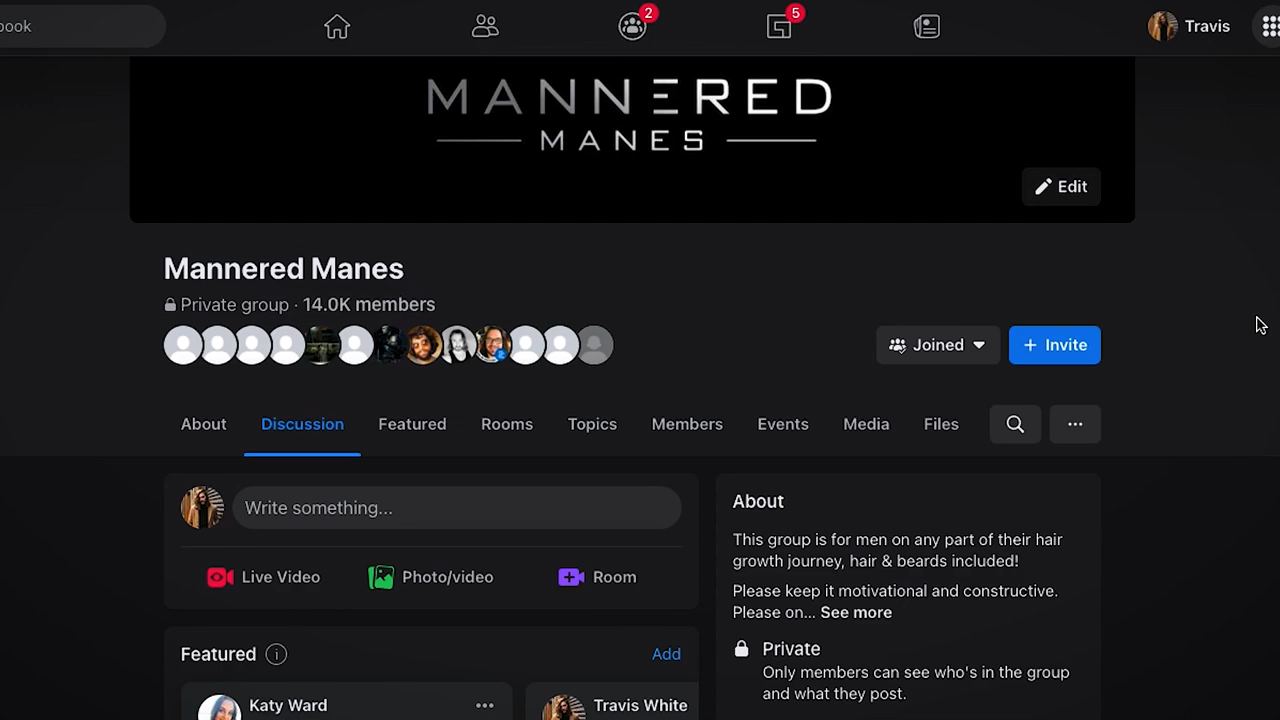 book
2
5
Travis
MANNERED
MANES
Edit
Mannered Manes
Private group · 14.0K members
Joined
+ Invite
About
Discussion
Featured
Rooms
Topics
Members
Events
Media
Files
Write something...
Live Video
Photo/video
Room
Featured
Add
Katy Ward
Travis White
About
This group is for men on any part of their hair
growth journey, hair & beards included!
Please keep it motivational and constructive.
Please on... See more
Private
Only members can see who's in the group
and what they post.